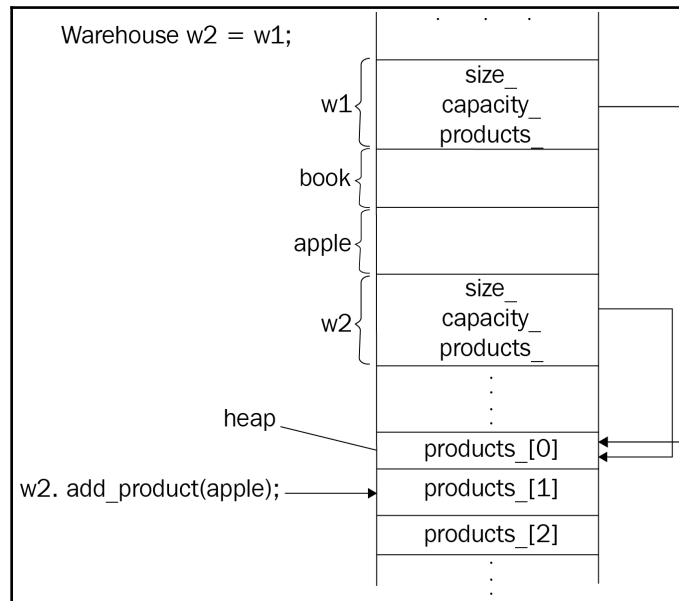 Warehouse w2 = w1;
w1
size_
capacity_
products_
book
apple
w2
size_
capacity_
products_
heap
products_[0]
w2. add_product(apple);
products_[1]
products_[2]